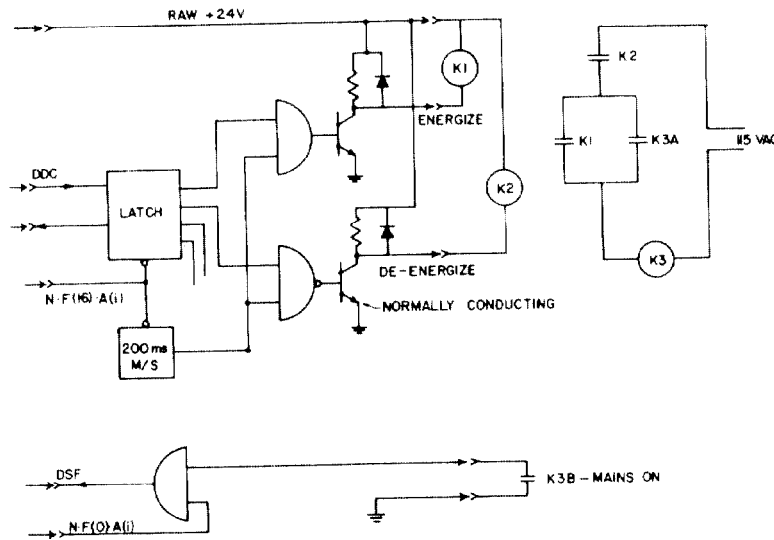 RAW +24V
K1
K2
ENERGIZE
K1
K3A
115 VAC
DDC
LATCH
K2
K3
DE-ENERGIZE
N·F(16)·A(i)
NORMALLY CONDUCTING
200 ms
M/S
DSF
K3B – MAINS ON
N·F(0)·A(i)